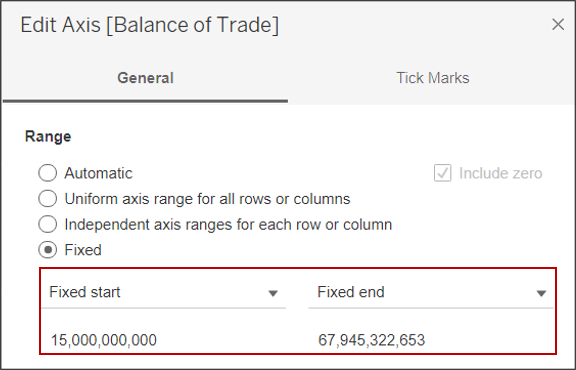 Edit Axis [Balance of Trade]
General Tick Marks
Range
Automatic Include zero
Uniform axis range for all rows or columns
Independent axis ranges for each row or column
Fixed
Fixed start Fixed end
15,000,000,000 67,945,322,653